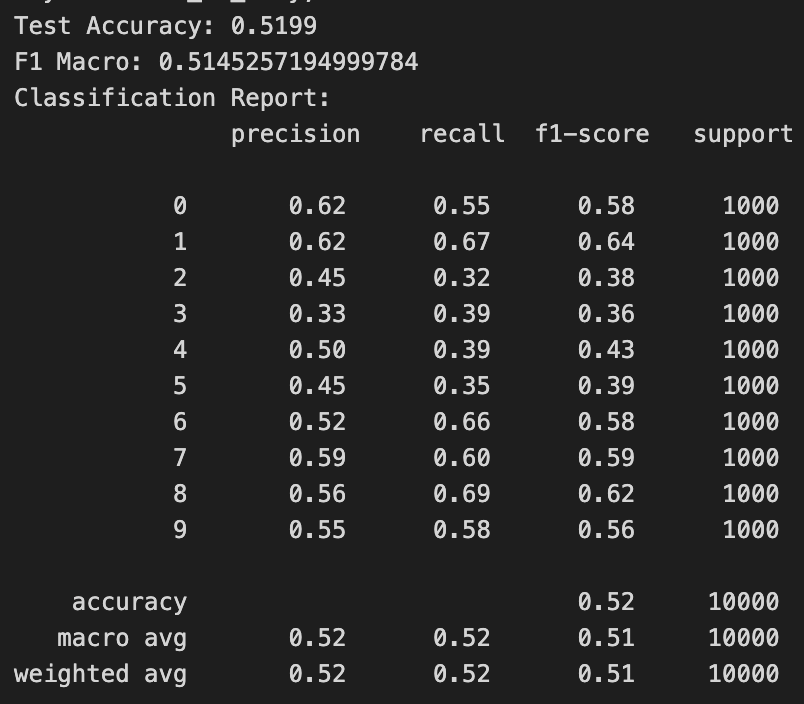 Test Accuracy: 0.5199
F1 Macro: 0.5145257194999784
Classification Report:
precision recall f1-score support
0 0.62 0.55 0.58 1000
1 0.62 0.67 0.64 1000
2 0.45 0.32 0.38 1000
3 0.33 0.39 0.36 1000
4 0.50 0.39 0.43 1000
5 0.45 0.35 0.39 1000
6 0.52 0.66 0.58 1000
7 0.59 0.60 0.59 1000
8 0.56 0.69 0.62 1000
9 0.55 0.58 0.56 1000
accuracy 0.52 10000
macro avg 0.52 0.52 0.51 10000
weighted avg 0.52 0.52 0.51 10000